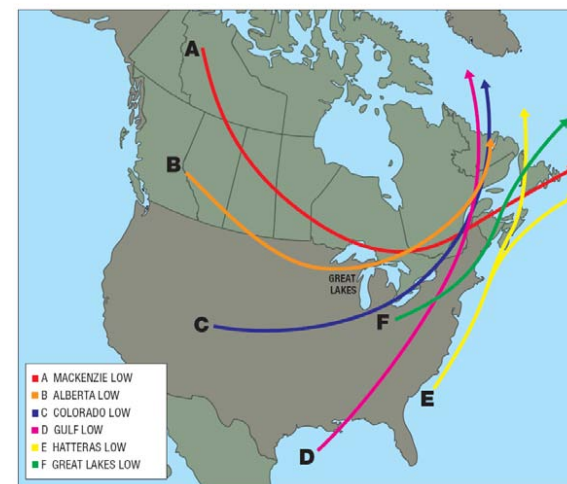 A
B
GREAT
LAKES
C
F
E
D
A MACKENZIE LOW
B ALBERTA LOW
C COLORADO LOW
D GULF LOW
E HATTERAS LOW
F GREAT LAKES LOW